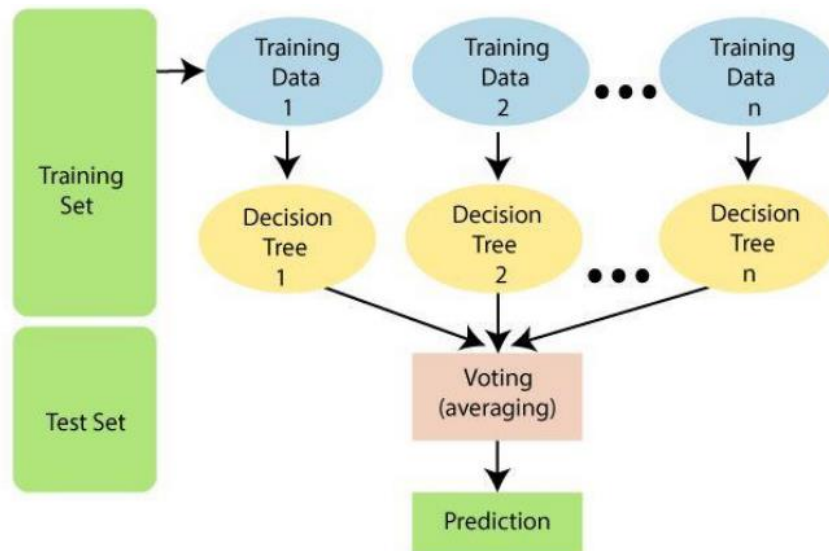 Training
Set
Test Set
Training
Data
1
Training
Data
2
Training
Data
n
Decision
Tree
1
Decision
Tree
2
Decision
Tree
n
Voting
(averaging)
Prediction